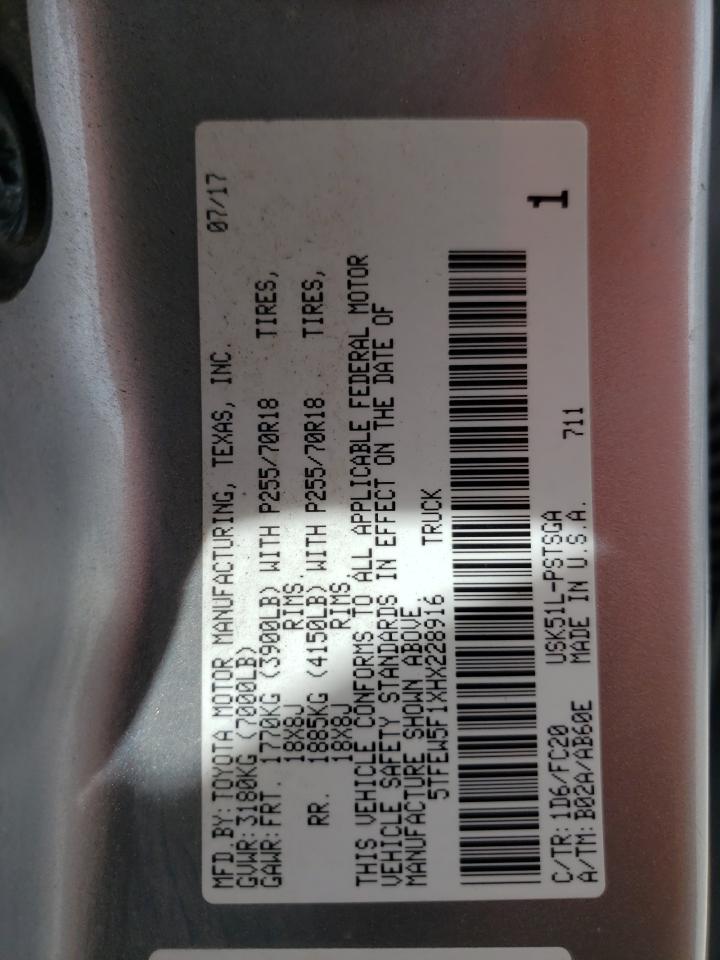 MFD.BY: TOYOTA MOTOR MANUFACTURING, TEXAS, INC. 07/17
GVWR: 3180KG (7000LB)
GAWR: FRT. 1770KG (3900LB) WITH P255/70R18 TIRES,
18X8J RIMS.
RR. 1885KG (4150LB) WITH P255/70R18 TIRES,
18X8J RIMS,
THIS VEHICLE CONFORMS TO ALL APPLICABLE FEDERAL MOTOR
VEHICLE SAFETY STANDARDS IN EFFECT ON THE DATE OF
MANUFACTURE SHOWN ABOVE.
5TFEW5F1XHX228916 TRUCK
1
C/TR: 1D6/FC20 USK51L-PSTSGA 711
A/TM: B02A/AB60E MADE IN U.S.A.